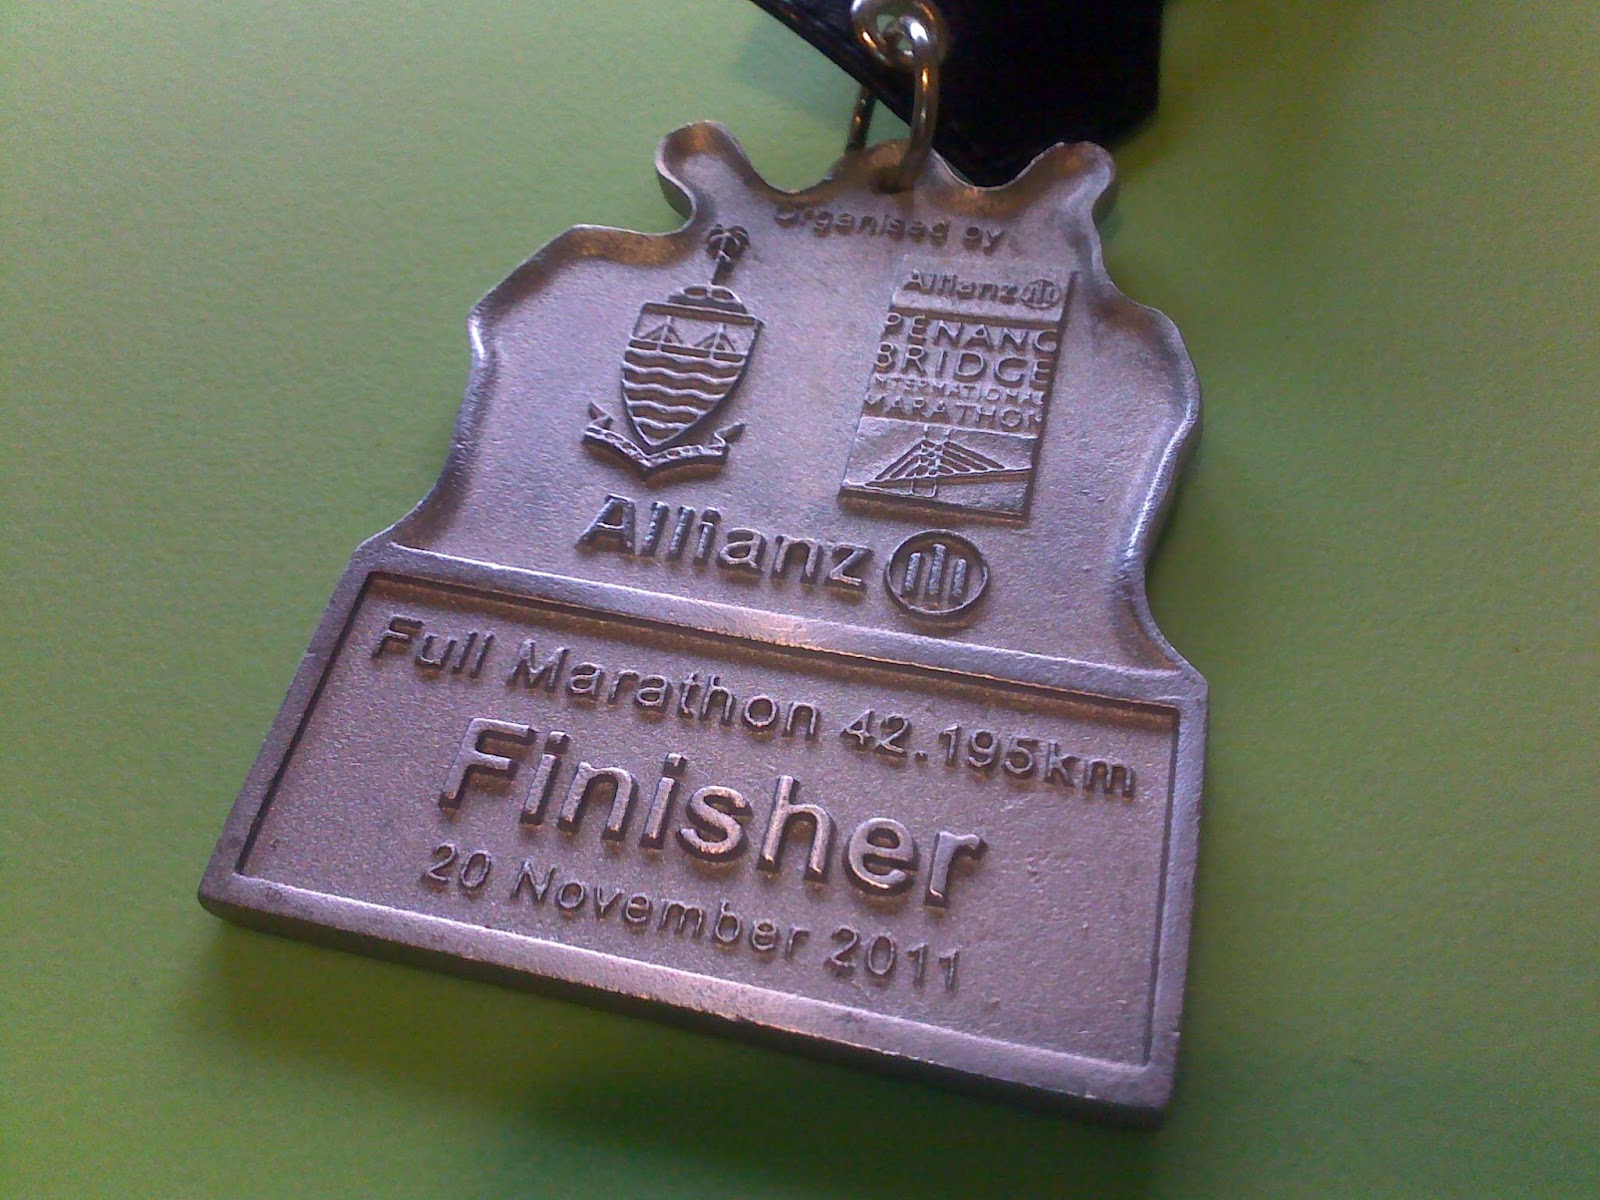 Organised by
Allianz
PENANG
BRIDGE
INTERNATIONAL
MARATHON
Allianz
Full Marathon 42.195km
Finisher
20 November 2011